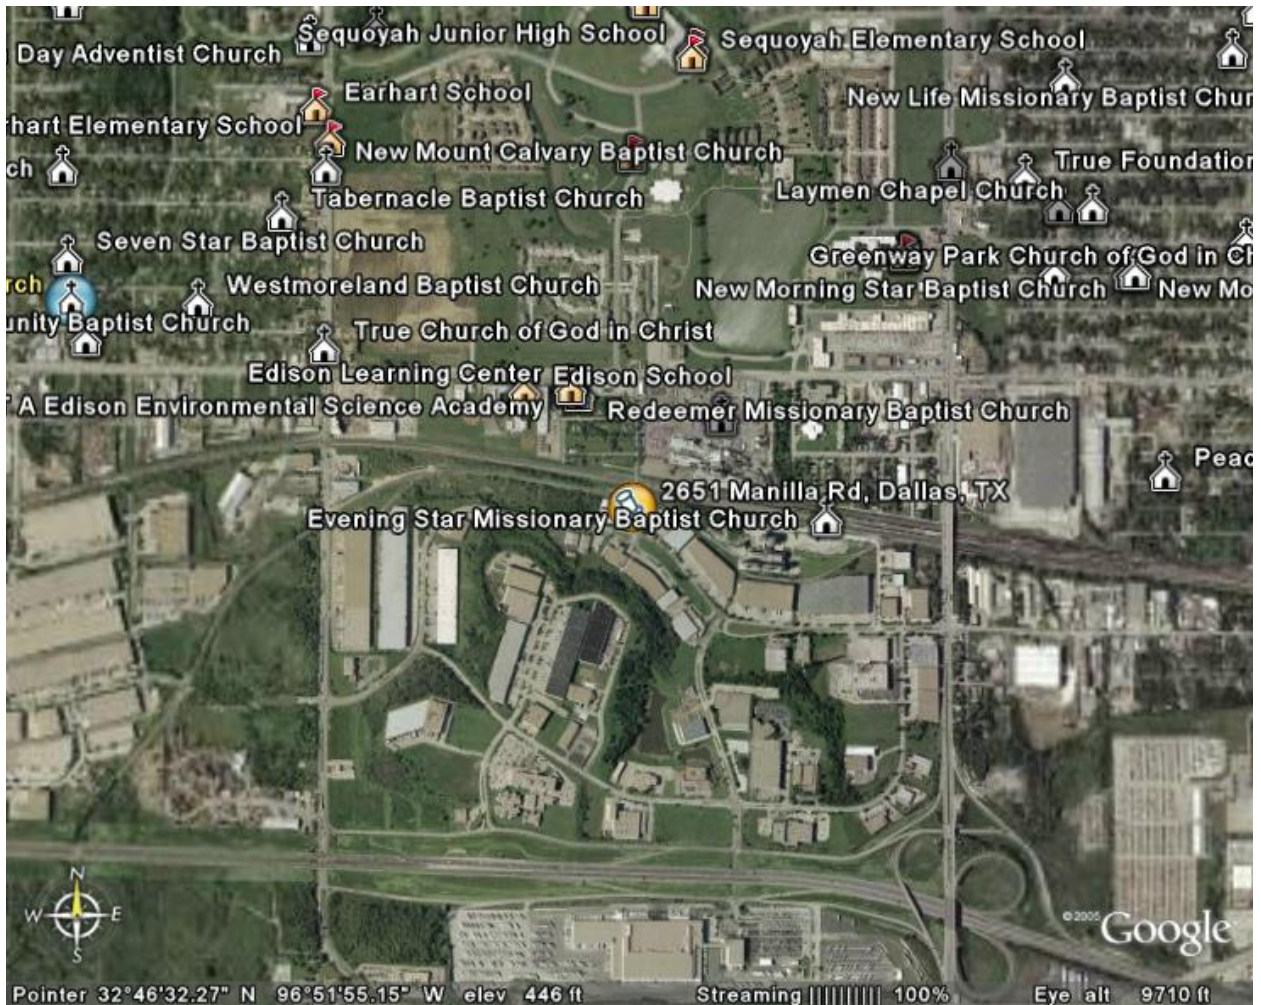 Sequoyah Junior High School
Sequoyah Elementary School
Day Adventist Church
Earhart School
New Life Missionary Baptist Chur
rhart Elementary School
New Mount Calvary Baptist Church
True Foundation
ch
Tabernacle Baptist Church
Laymen Chapel Church
Seven Star Baptist Church
Greenway Park Church of God in Ch
rch
Westmoreland Baptist Church
New Morning Star Baptist Church
New Mo
unity Baptist Church
True Church of God in Christ
Edison Learning Center
Edison School
T A Edison Environmental Science Academy
Redeemer Missionary Baptist Church
Peac
2651 Manilla Rd, Dallas, TX
Evening Star Missionary Baptist Church
N
W
E
S
©2005 Google
Pointer 32°46'32.27" N 96°51'55.15" W elev 446 ft
Streaming |||||||||| 100%
Eye alt 9710 ft